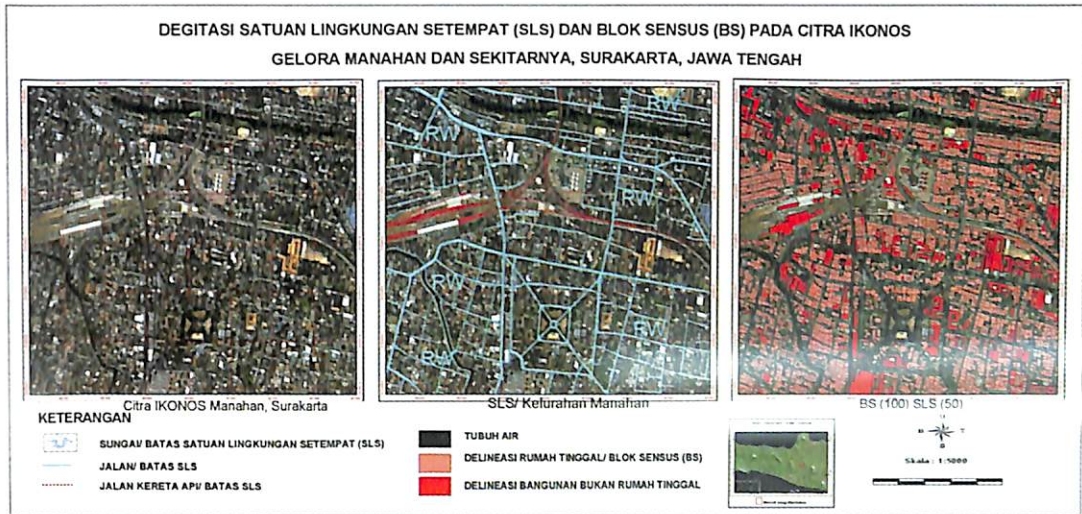 DEGITASI SATUAN LINGKUNGAN SETEMPAT (SLS) DAN BLOK SENSUS (BS) PADA CITRA IKONOS
GELORA MANAHAN DAN SEKITARNYA, SURAKARTA, JAWA TENGAH
RW
RW
RW
RW
RW
RW
Citra IKONOS Manahan, Surakarta
SLS/ Kelurahan Manahan
BS (100) SLS (50)
KETERANGAN
SUNGAI/ BATAS SATUAN LINGKUNGAN SETEMPAT (SLS)
JALAN/ BATAS SLS
JALAN KERETA API/ BATAS SLS
TUBUH AIR
DELINEASI RUMAH TINGGAL/ BLOK SENSUS (BS)
DELINEASI BANGUNAN BUKAN RUMAH TINGGAL
B
T
Skala : 1:5000